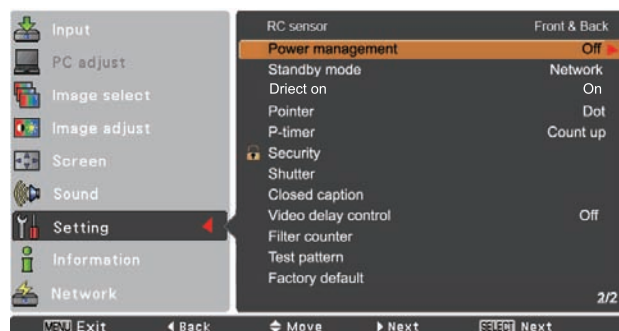 Input
PC adjust
Image select
Image adjust
Screen
Sound
Setting
Information
Network
RC sensor Front & Back
Power management Off
Standby mode Network
Driect on On
Pointer Dot
P-timer Count up
Security
Shutter
Closed caption
Video delay control Off
Filter counter
Test pattern
Factory default
2/2
MENU Exit Back Move Next SELECT Next